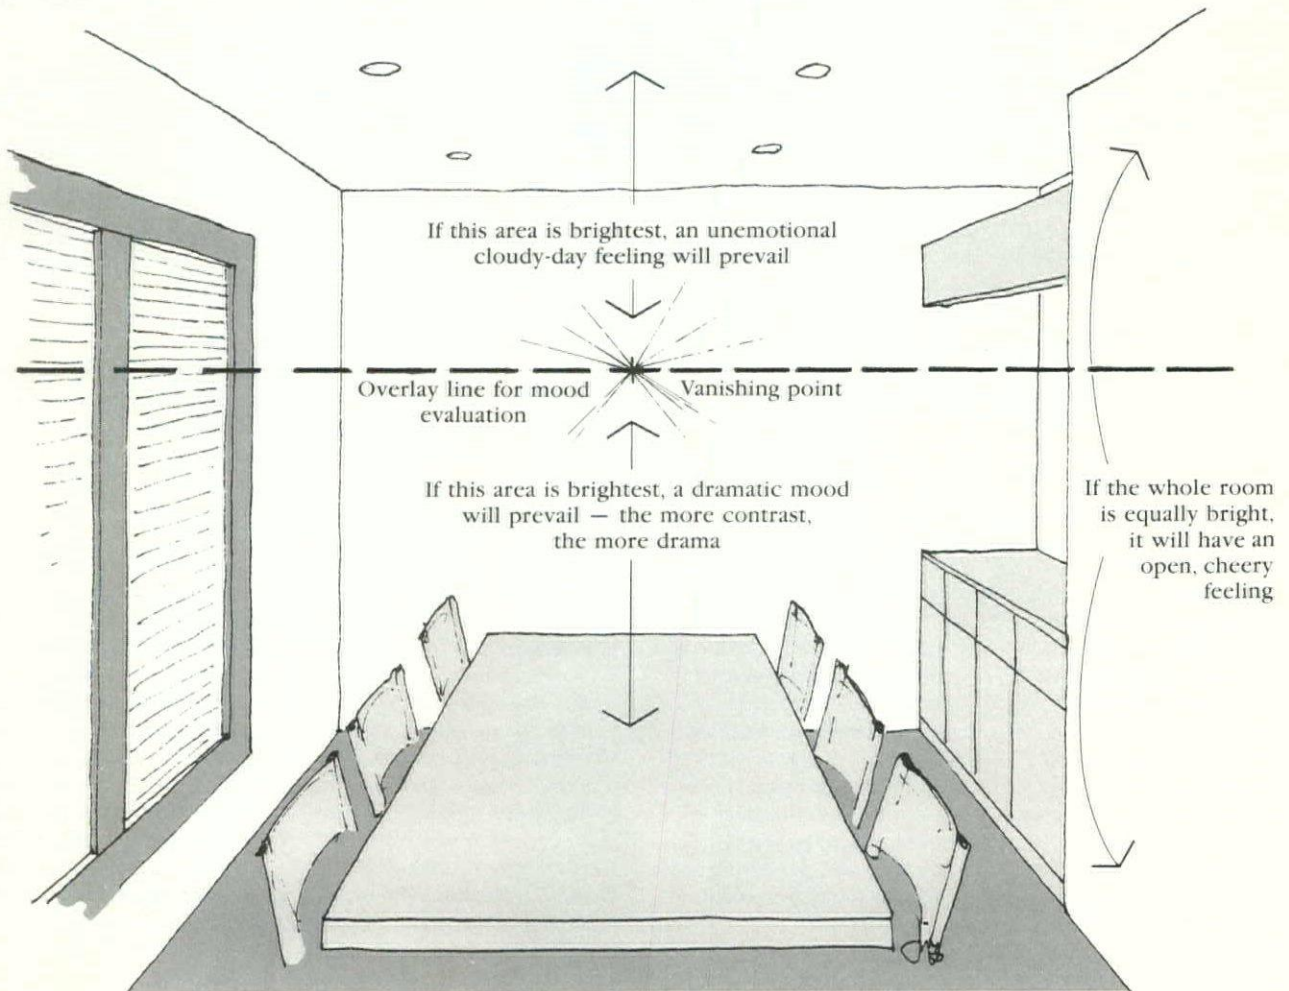 If this area is brightest, an unemotional
cloudy-day feeling will prevail
Overlay line for mood
evaluation
Vanishing point
If this area is brightest, a dramatic mood
will prevail — the more contrast,
the more drama
If the whole room
is equally bright,
it will have an
open, cheery
feeling